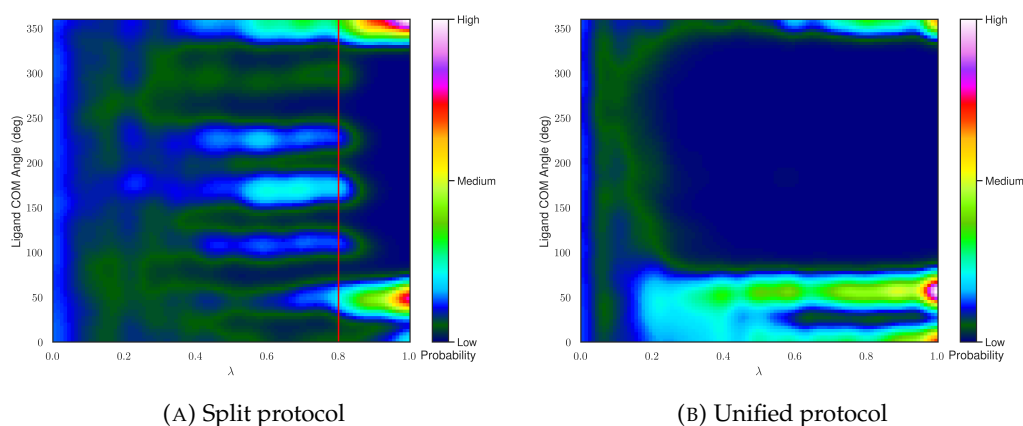 350
300
250
200
150
100
50
0
Ligand COM Angle (deg)
0.0 0.2 0.4 0.6 0.8 1.0
λ
High
Medium
Low
Probability
(A) Split protocol
350
300
250
200
150
100
50
0
Ligand COM Angle (deg)
0.0 0.2 0.4 0.6 0.8 1.0
λ
High
Medium
Low
Probability
(B) Unified protocol